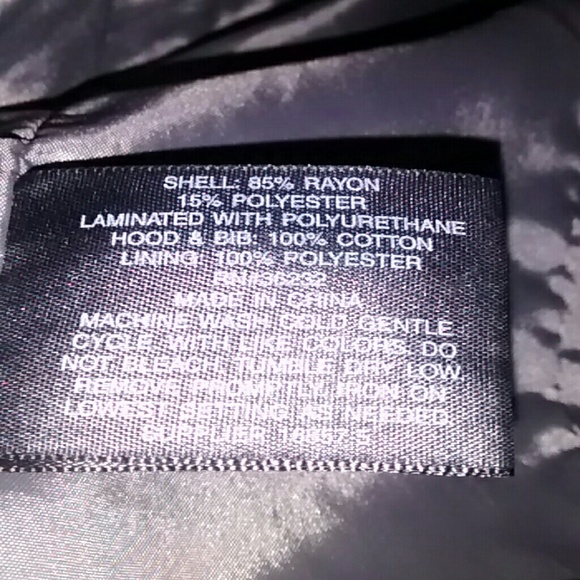 SHELL: 85% RAYON
15% POLYESTER
LAMINATED WITH POLYURETHANE
HOOD & BIB: 100% COTTON
LINING: 100% POLYESTER
MADE IN CHINA
MACHINE WASH COLD GENTLE
CYCLE WITH LIKE COLORS. DO
NOT BLEACH. TUMBLE DRY LOW.
REMOVE PROMPTLY. IRON ON
LOWEST SETTING AS NEEDED.
SUPPLIER